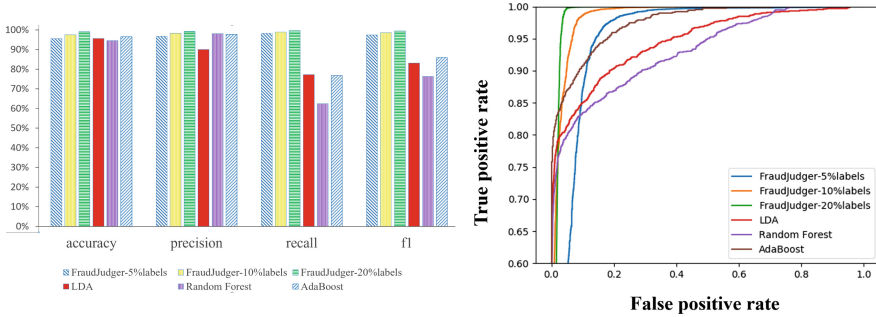 100%
90%
80%
70%
60%
50%
40%
30%
20%
10%
0%
accuracy precision recall f1
FraudJudger-5%labels FraudJudger-10%labels FraudJudger-20%labels
LDA Random Forest AdaBoost
True positive rate
1.00
0.95
0.90
0.85
0.80
0.75
0.70
0.65
0.60
FraudJudger-5%labels
FraudJudger-10%labels
FraudJudger-20%labels
LDA
Random Forest
AdaBoost
0.0 0.2 0.4 0.6 0.8 1.0
False positive rate